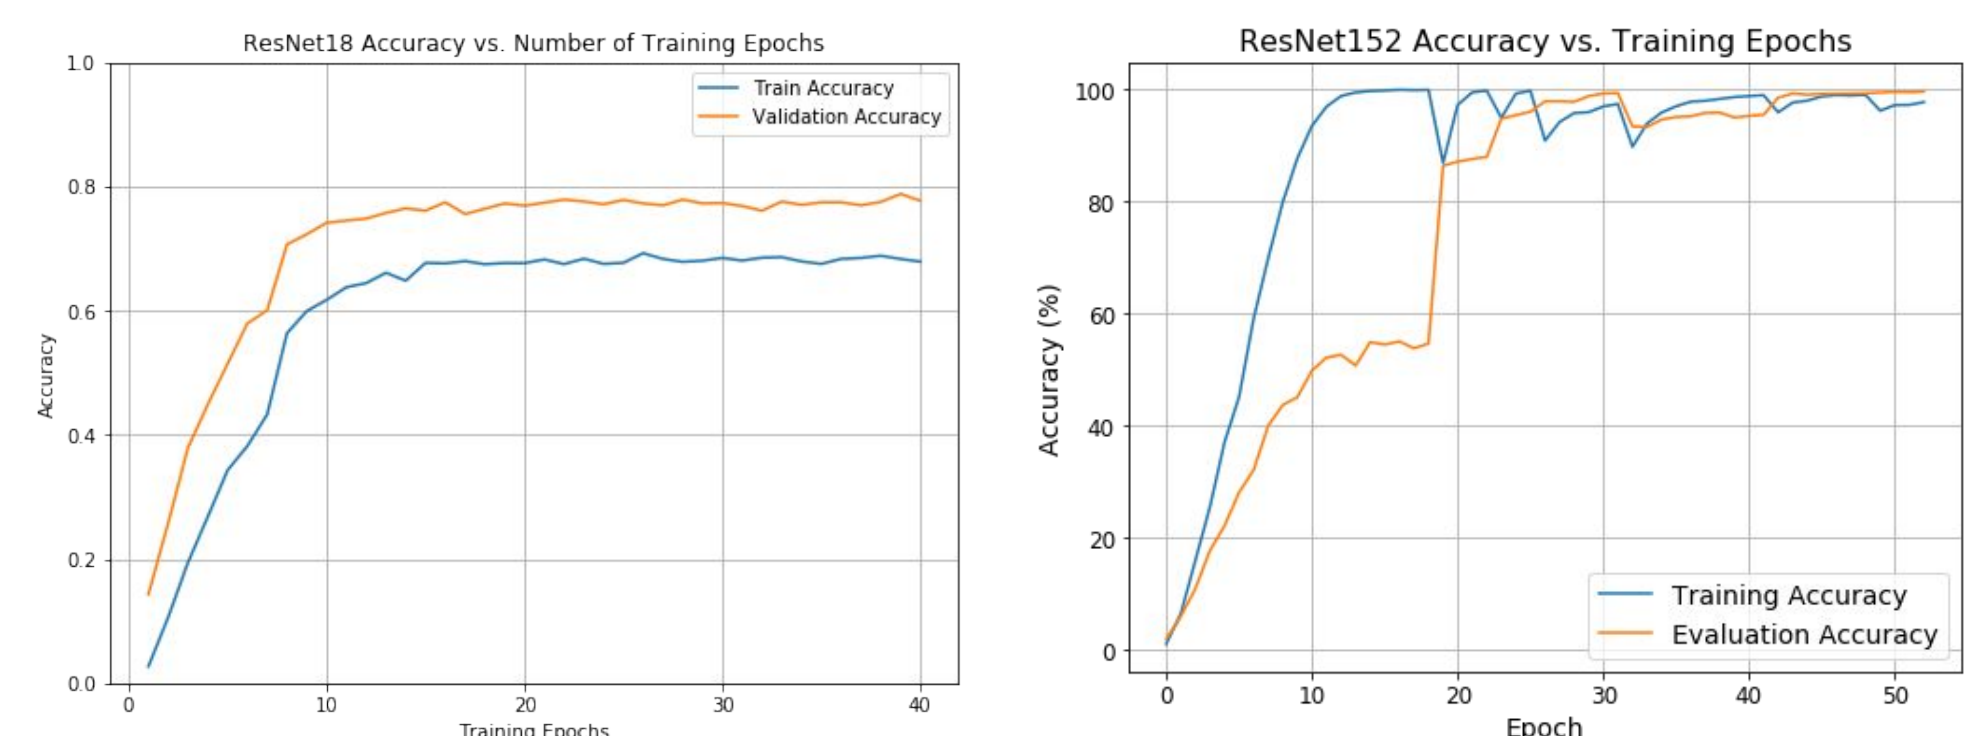 ResNet18 Accuracy vs. Number of Training Epochs
1.0
0.8
0.6
0.4
0.2
0.0
Accuracy
Train Accuracy
Validation Accuracy
0 10 20 30 40
Training Epochs
ResNet152 Accuracy vs. Training Epochs
100
80
60
40
20
0
Accuracy (%)
Training Accuracy
Evaluation Accuracy
0 10 20 30 40 50
Epoch